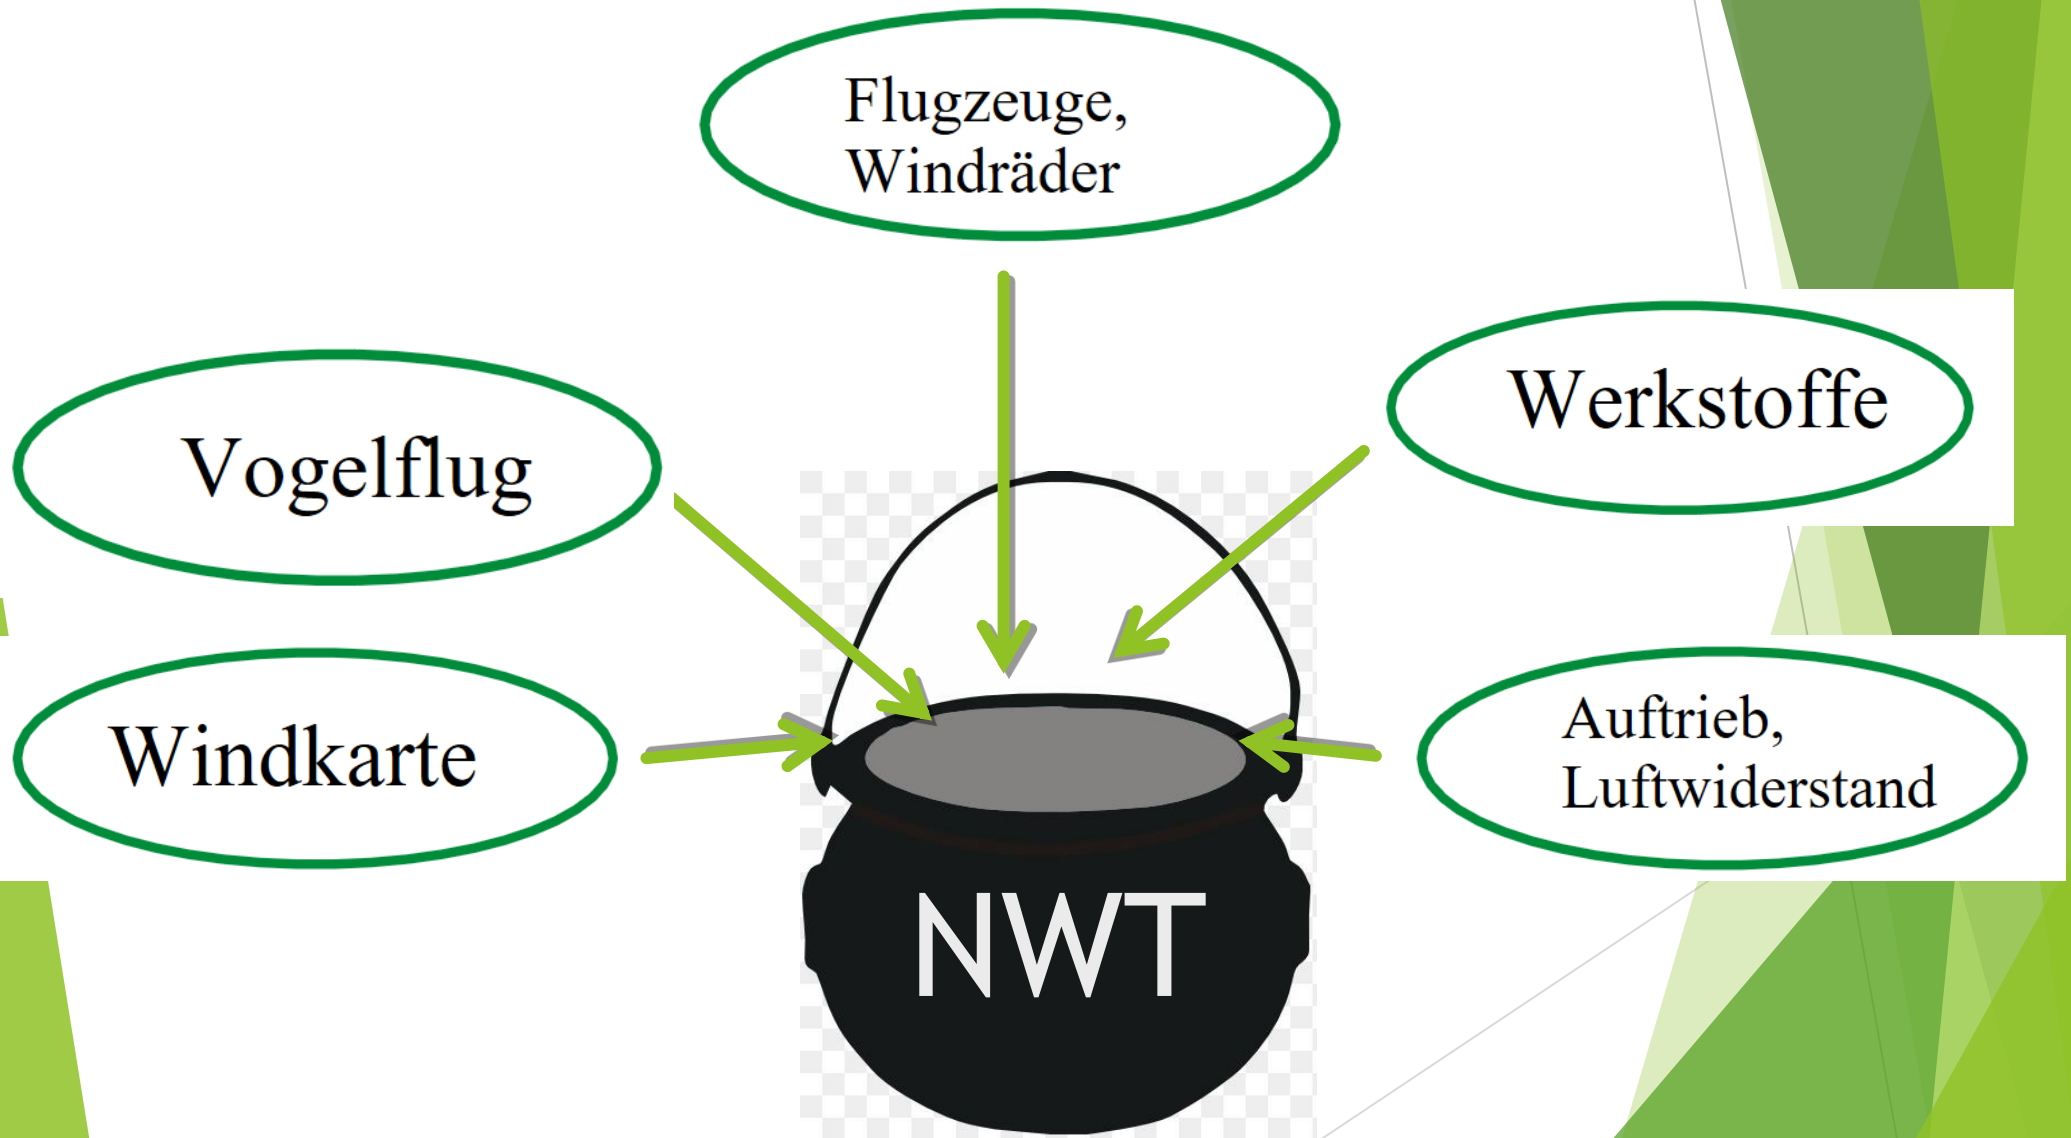 Flugzeuge,
Windräder
Werkstoffe
Vogelflug
Windkarte
Auftrieb,
Luftwiderstand
NWT